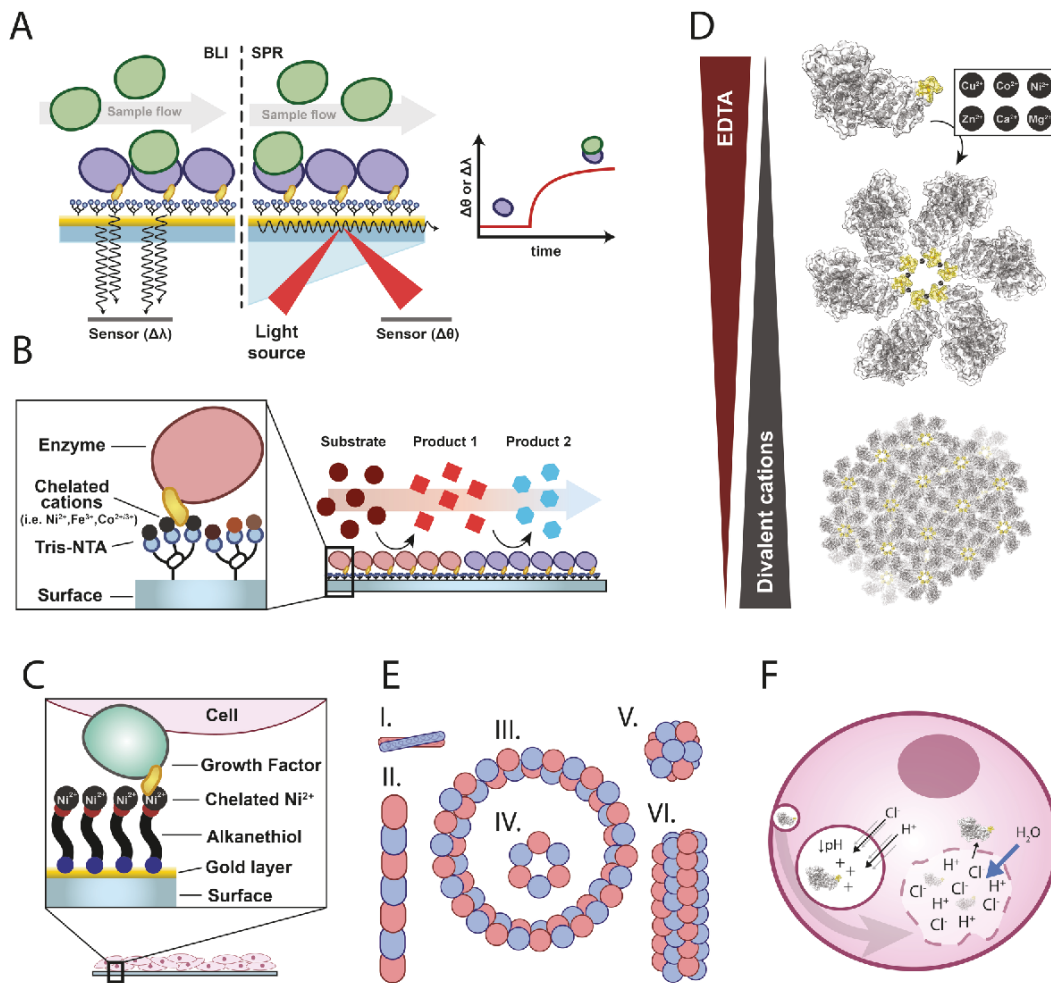 A
BLI
SPR
Sample flow
Sample flow
Δθ or Δλ
time
Sensor (Δλ)
Light
source
Sensor (Δθ)
B
Enzyme
Chelated
cations
(i.e. Ni²⁺,Fe³⁺,Co²⁺/³⁺)
Tris-NTA
Surface
Substrate
Product 1
Product 2
C
Cell
Growth Factor
Ni²⁺ Ni²⁺ Ni²⁺ Ni²⁺
Chelated Ni²⁺
Alkanethiol
Gold layer
Surface
D
EDTA
Divalent cations
Cu²⁺ Co²⁺ Ni²⁺
Zn²⁺ Ca²⁺ Mg²⁺
E
I.
II.
III.
IV.
V.
VI.
F
Cl⁻
H⁺
↓pH
+
+
+
+
H₂O
H⁺ Cl⁻
Cl⁻ Cl⁻ H⁺
H⁺ Cl⁻
Cl⁻ H⁺